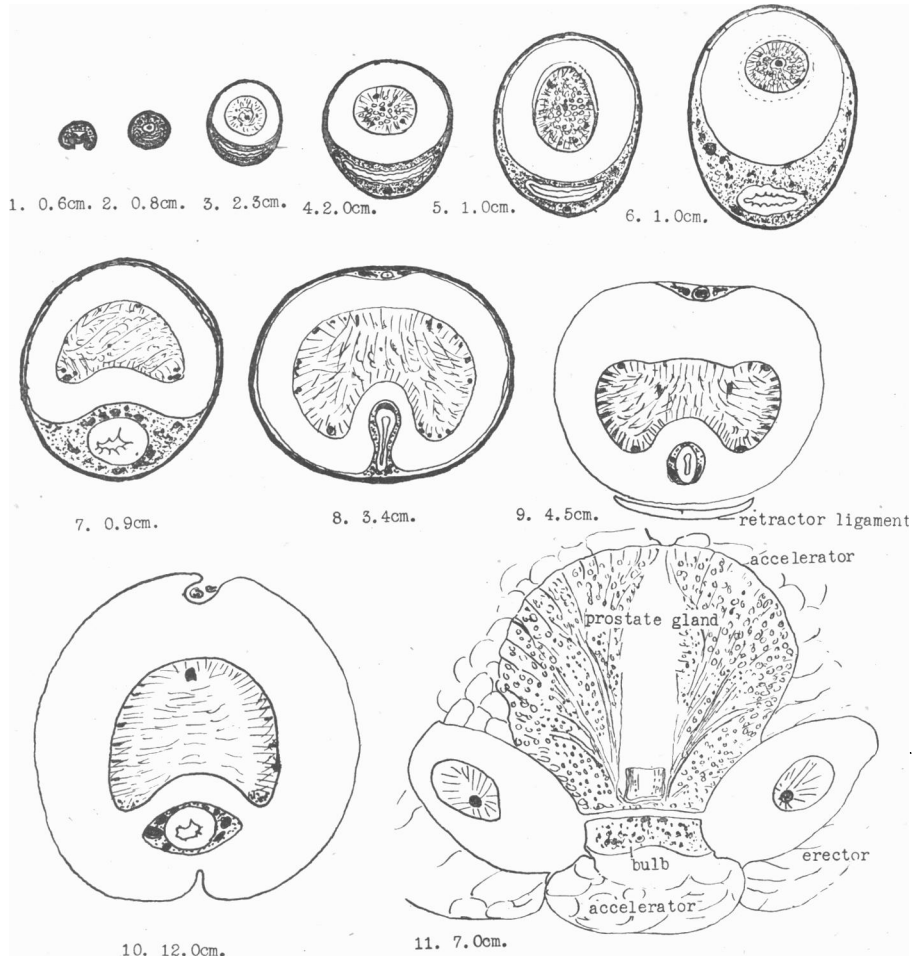 1. 0.6cm. 2. 0.8cm. 3. 2.3cm. 4.2.0cm. 5. 1.0cm. 6. 1.0cm.
7. 0.9cm. 8. 3.4cm. 9. 4.5cm.
retractor ligament
accelerator
prostate gland
bulb
erector
accelerator
10. 12.0cm. 11. 7.0cm.